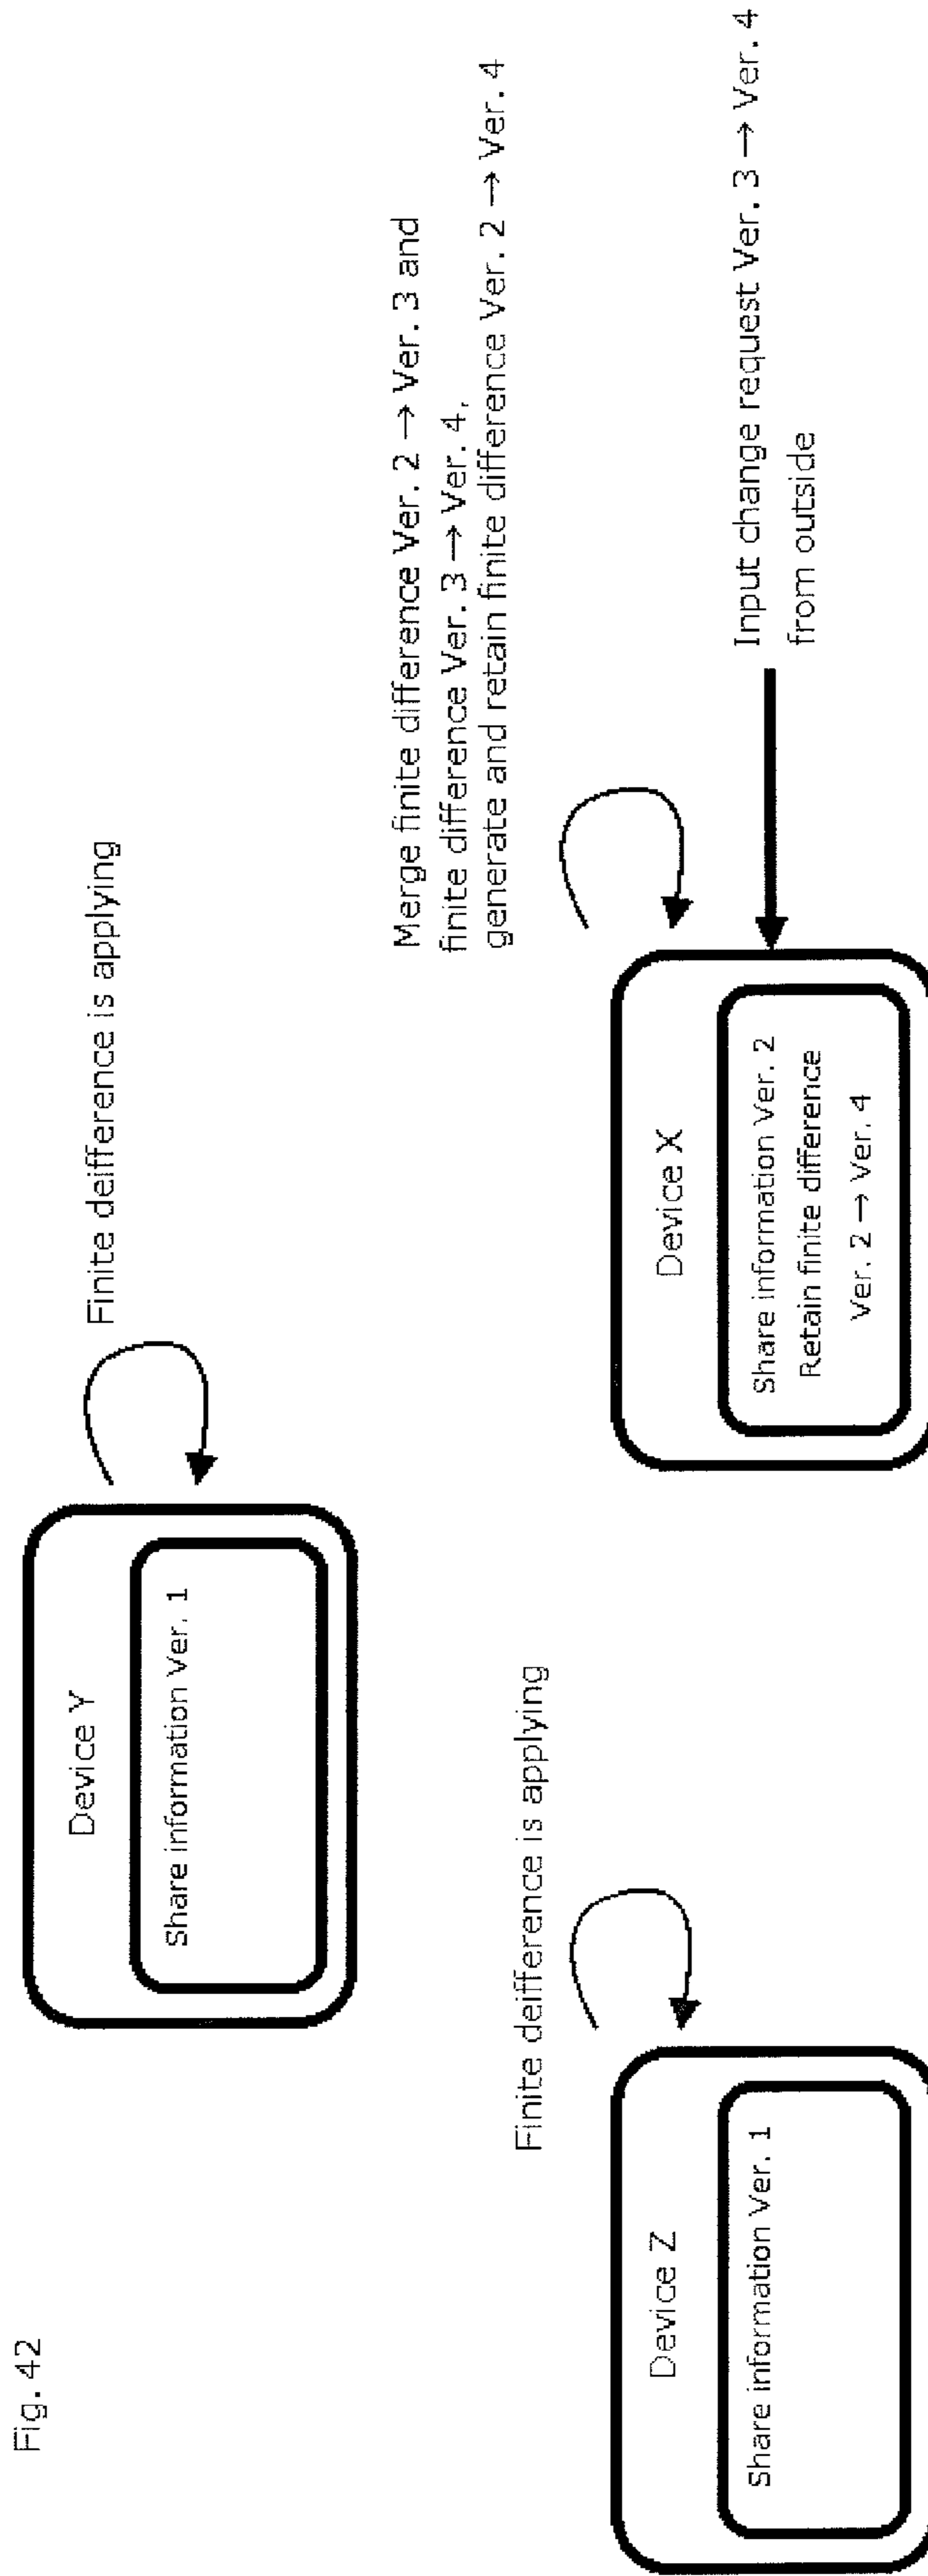 Fig. 42
Device Y
Share information Ver. 1
Finite deifference is applying
Device Z
Share information Ver. 1
Finite deifference is applying
Merge finite difference Ver. 2 → Ver. 3 and
finite difference Ver. 3 → Ver. 4,
generate and retain finite difference Ver. 2 → Ver. 4
Device X
Share information Ver. 2
Retain finite difference
Ver. 2 → Ver. 4
Input change request Ver. 3 → Ver. 4
from outside